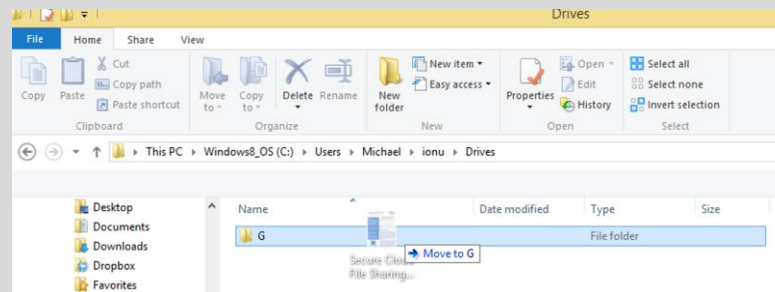 Drives
File Home Share View
Copy
Paste
Cut
Copy path
Paste shortcut
Clipboard
Move to
Copy to
Delete
Rename
Organize
New folder
New item
Easy access
New
Properties
Open
Edit
History
Open
Select all
Select none
Invert selection
Select
This PC Windows8_OS (C:) Users Michael ionu Drives
Desktop
Documents
Downloads
Dropbox
Favorites
Name Date modified Type Size
G File folder
Move to G
Secure Clou
File Sharing...